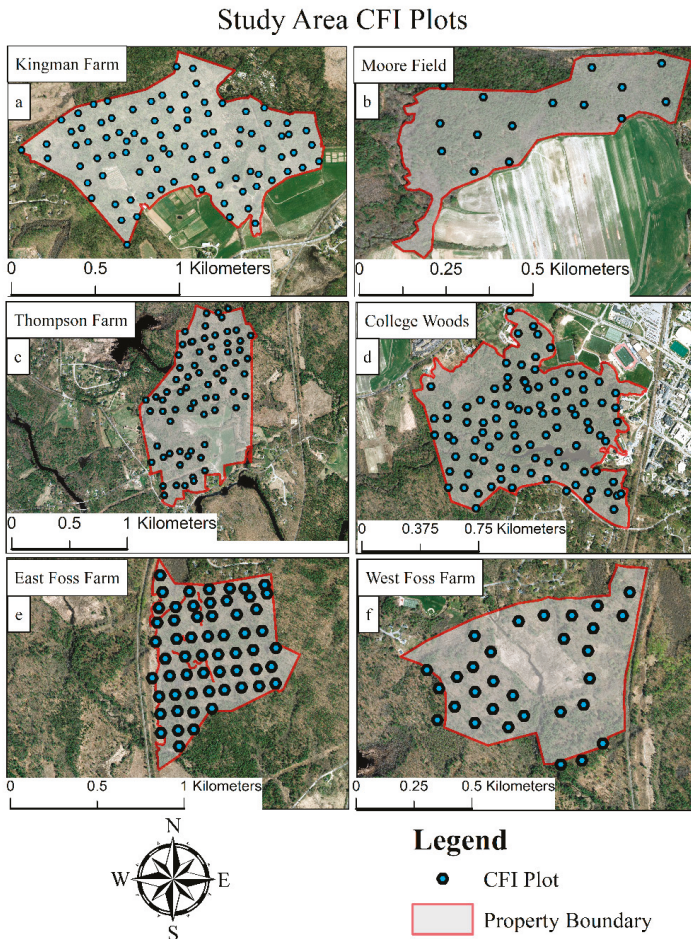 Study Area CFI Plots
Kingman Farm
a
0 0.5 1 Kilometers
Moore Field
b
0 0.25 0.5 Kilometers
Thompson Farm
c
0 0.5 1 Kilometers
College Woods
d
0 0.375 0.75 Kilometers
East Foss Farm
e
0 0.5 1 Kilometers
West Foss Farm
f
0 0.25 0.5 Kilometers
N
W E
S
Legend
CFI Plot
Property Boundary